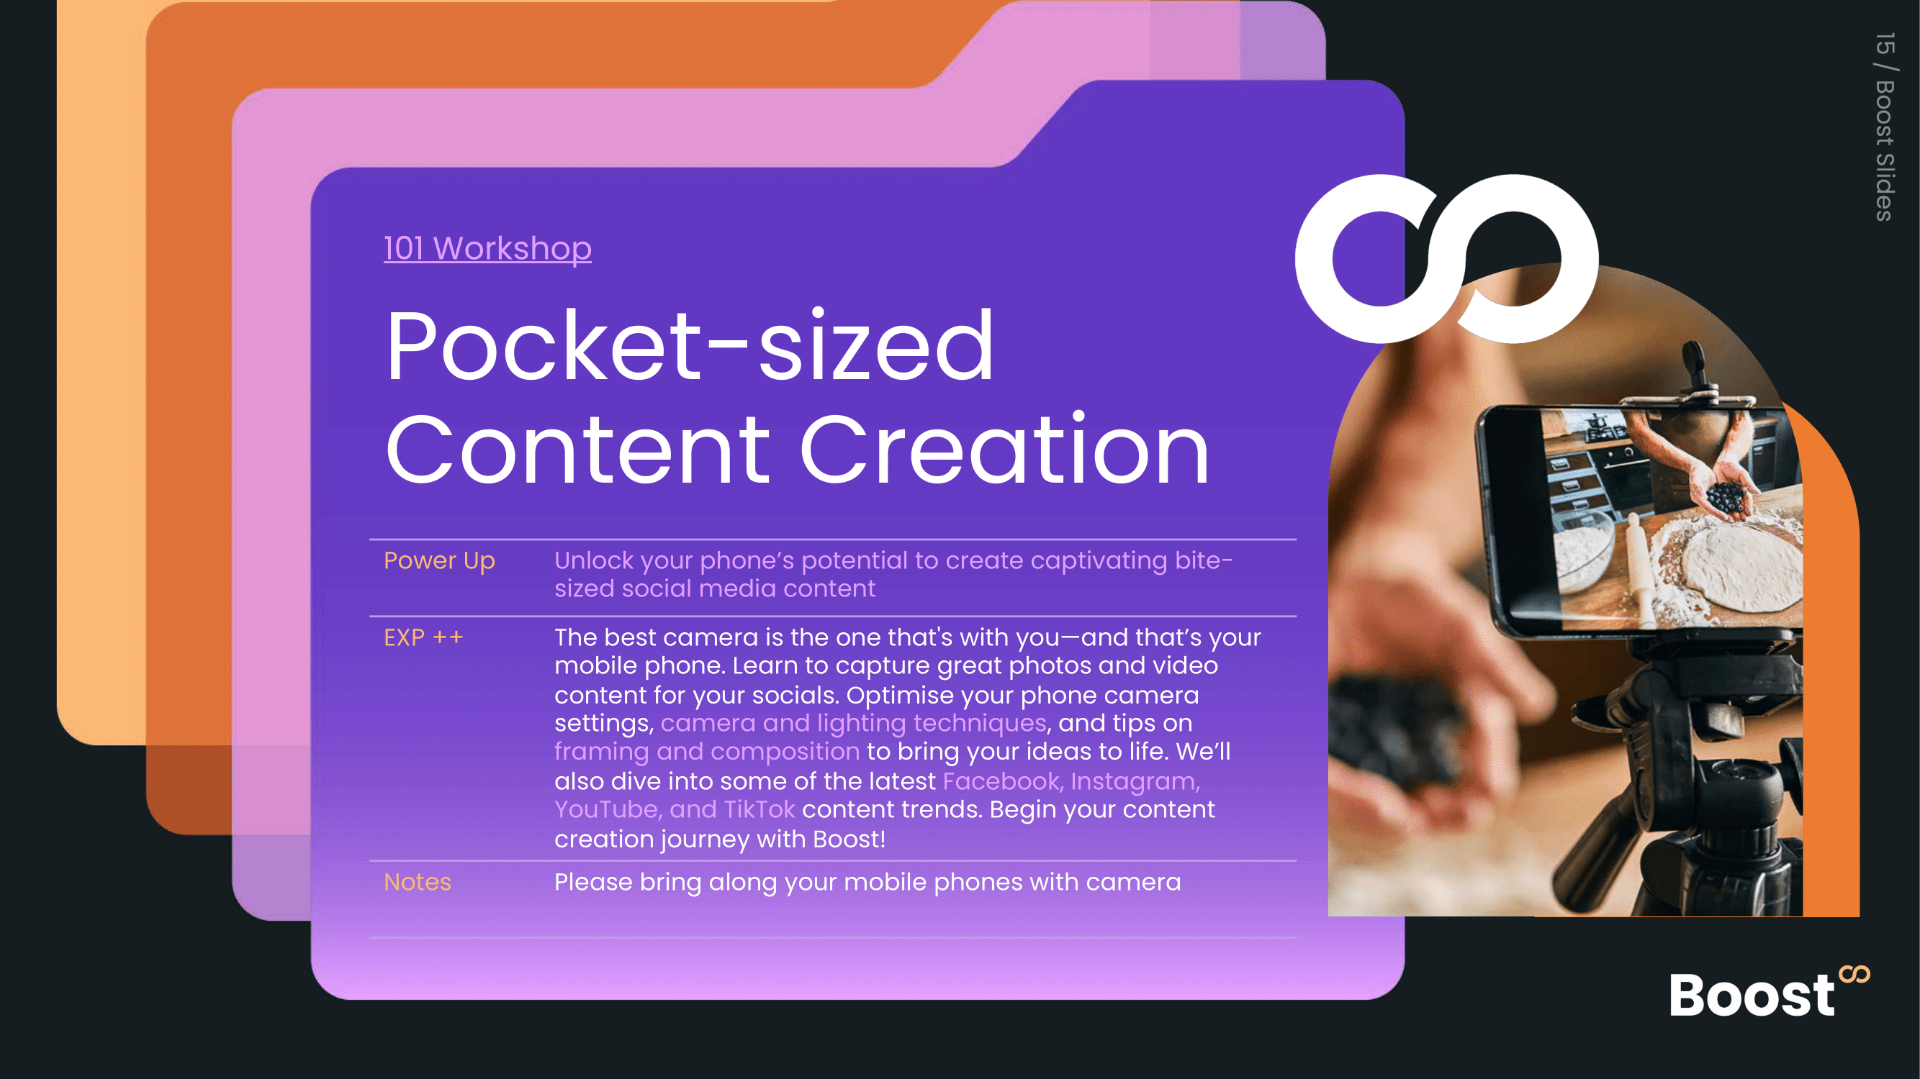 15 / Boost Slides
101 Workshop
Pocket-sized
Content Creation
Power Up
Unlock your phone’s potential to create captivating bite-
sized social media content
EXP ++
The best camera is the one that's with you—and that’s your
mobile phone. Learn to capture great photos and video
content for your socials. Optimise your phone camera
settings, camera and lighting techniques, and tips on
framing and composition to bring your ideas to life. We’ll
also dive into some of the latest Facebook, Instagram,
YouTube, and TikTok content trends. Begin your content
creation journey with Boost!
Notes
Please bring along your mobile phones with camera
Boost